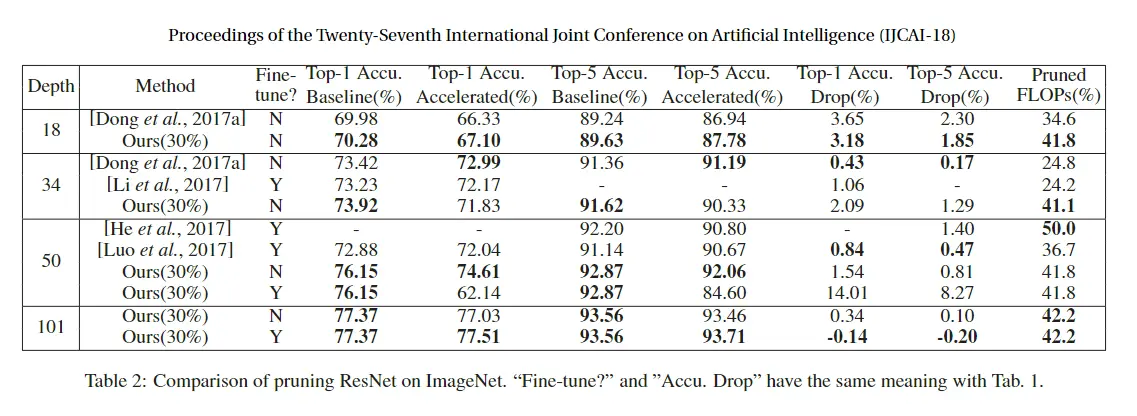 Proceedings of the Twenty-Seventh International Joint Conference on Artificial Intelligence (IJCAI-18)
Depth Method Fine-tune? Top-1 Accu. Baseline(%) Top-1 Accu. Accelerated(%) Top-5 Accu. Baseline(%) Top-5 Accu. Accelerated(%) Top-1 Accu. Drop(%) Top-5 Accu. Drop(%) Pruned FLOPs(%)
18 [Dong et al., 2017a] N 69.98 66.33 89.24 86.94 3.65 2.30 34.6
Ours(30%) N 70.28 67.10 89.63 87.78 3.18 1.85 41.8
34 [Dong et al., 2017a] N 73.42 72.99 91.36 91.19 0.43 0.17 24.8
[Li et al., 2017] Y 73.23 72.17 - - 1.06 - 24.2
Ours(30%) N 73.92 71.83 91.62 90.33 2.09 1.29 41.1
50 [He et al., 2017] Y - - 92.20 90.80 - 1.40 50.0
[Luo et al., 2017] Y 72.88 72.04 91.14 90.67 0.84 0.47 36.7
Ours(30%) N 76.15 74.61 92.87 92.06 1.54 0.81 41.8
Ours(30%) Y 76.15 62.14 92.87 84.60 14.01 8.27 41.8
101 Ours(30%) N 77.37 77.03 93.56 93.46 0.34 0.10 42.2
Ours(30%) Y 77.37 77.51 93.56 93.71 -0.14 -0.20 42.2
Table 2: Comparison of pruning ResNet on ImageNet. “Fine-tune?” and ”Accu. Drop” have the same meaning with Tab. 1.